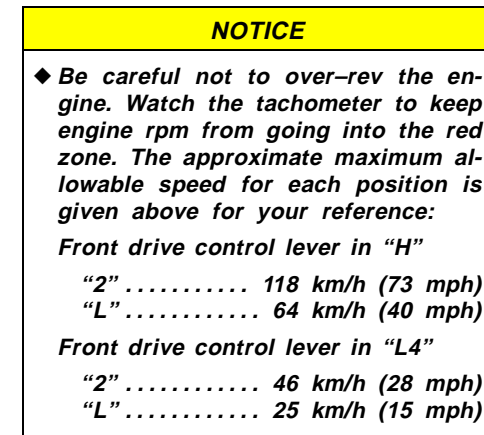 NOTICE
◆ Be careful not to over–rev the en-
gine. Watch the tachometer to keep
engine rpm from going into the red
zone. The approximate maximum al-
lowable speed for each position is
given above for your reference:
Front drive control lever in “H”
“2” ........... 118 km/h (73 mph)
“L” ............ 64 km/h (40 mph)
Front drive control lever in “L4”
“2” ............ 46 km/h (28 mph)
“L” ............ 25 km/h (15 mph)